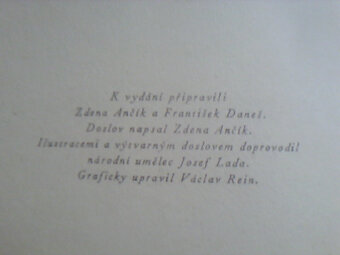 K vydání připravili
Zdena Ančík a František Daneš.
Doslov napsal Zdena Ančík.
Ilustracemi a výtvarným doslovem doprovodil
národní umělec Josef Lada.
Graficky upravil Václav Rein.